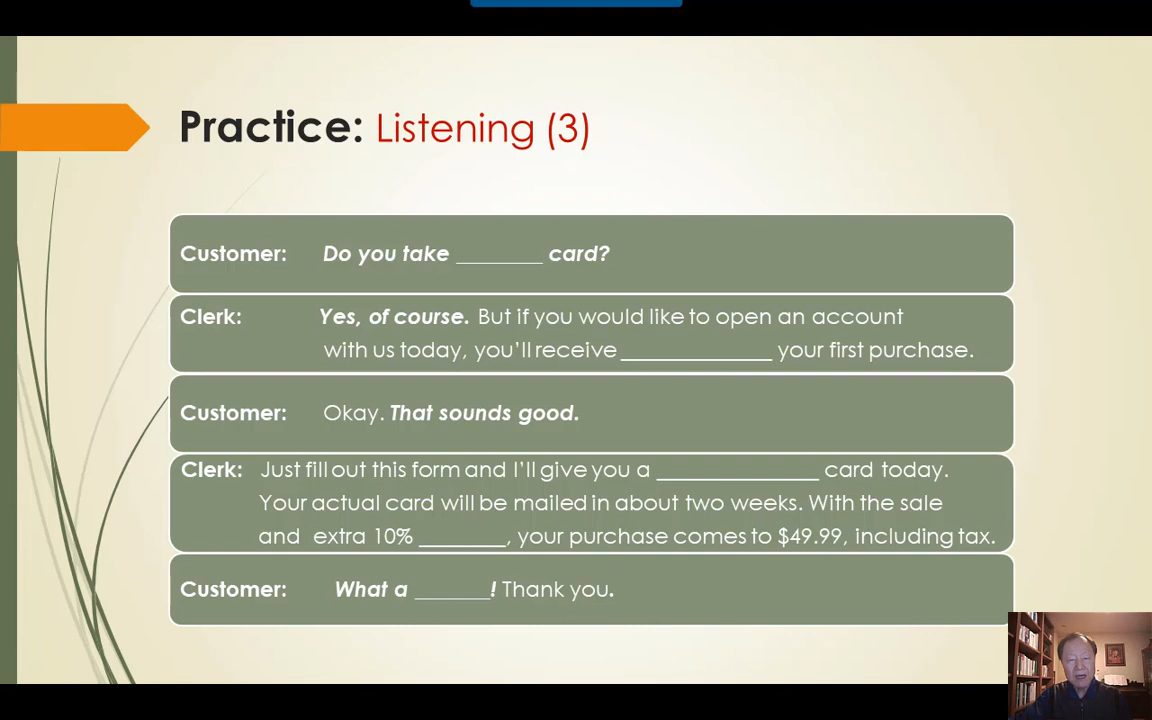 Practice: Listening (3)
Customer: Do you take ________ card?
Clerk: Yes, of course. But if you would like to open an account
with us today, you’ll receive ______________ your first purchase.
Customer: Okay. That sounds good.
Clerk: Just fill out this form and I’ll give you a _______________ card today.
Your actual card will be mailed in about two weeks. With the sale
and extra 10% ________, your purchase comes to $49.99, including tax.
Customer: What a _______! Thank you.